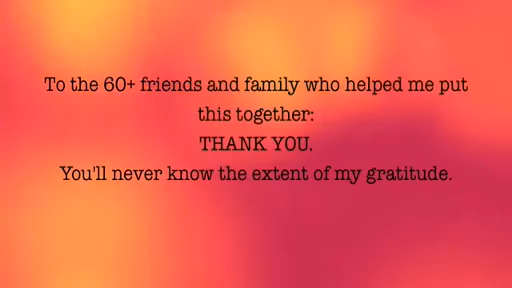 To the 60+ friends and family who helped me put
this together:
THANK YOU.
You'll never know the extent of my gratitude.